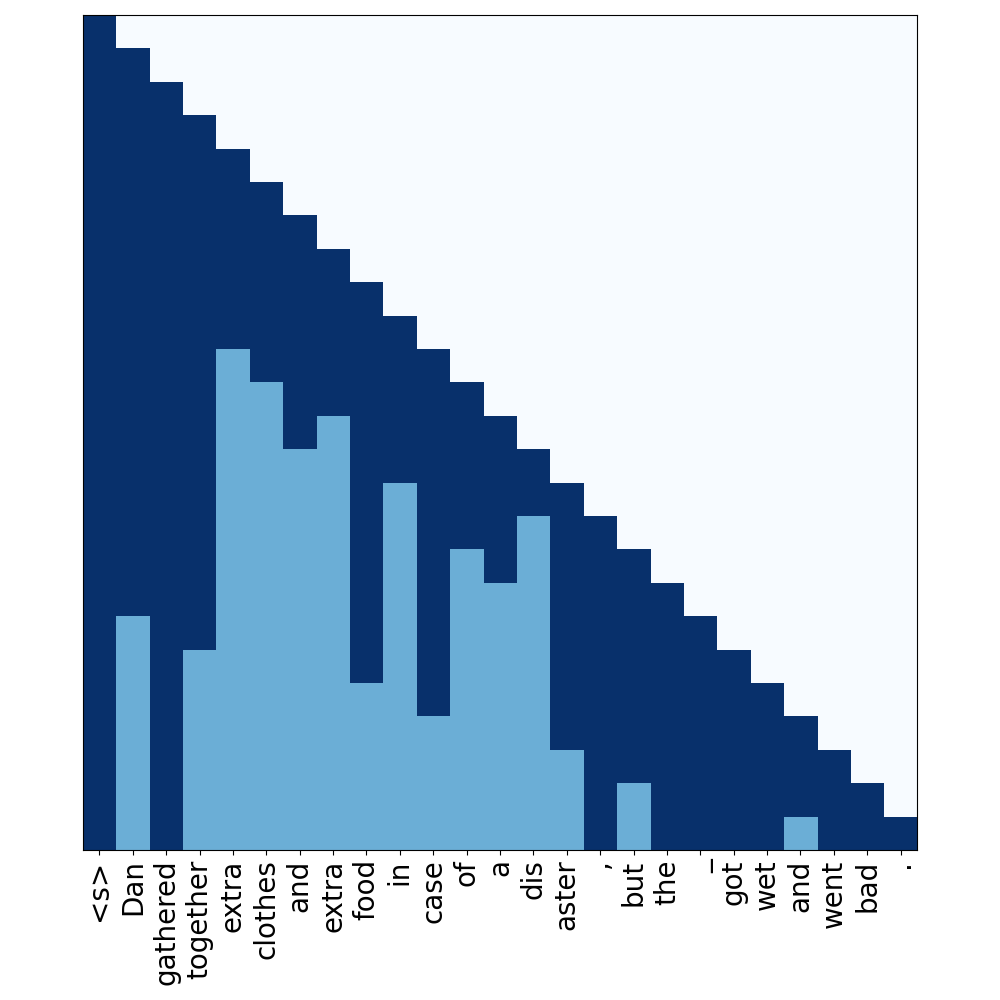 <s> Dan gathered together extra clothes and extra food in case of a dis aster , but the _ got wet and went bad .